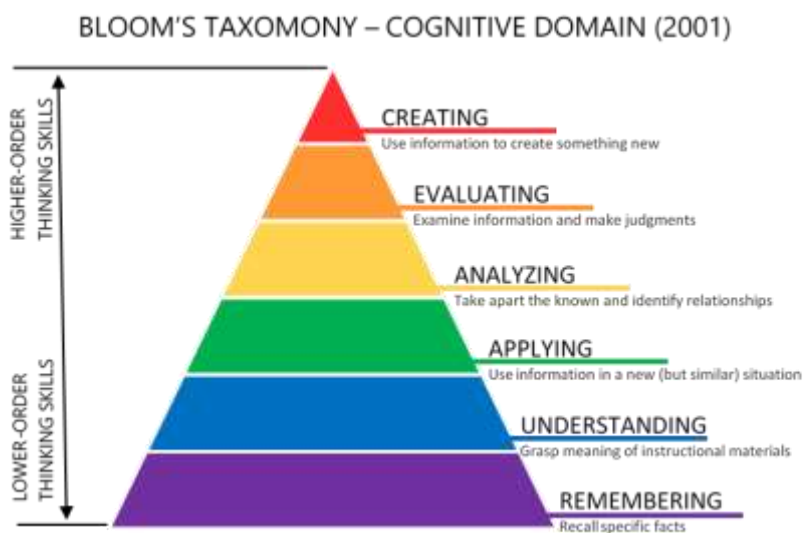 BLOOM'S TAXOMONY – COGNITIVE DOMAIN (2001)
HIGHER-ORDER
THINKING SKILLS
LOWER-ORDER
THINKING SKILLS
CREATING
Use information to create something new
EVALUATING
Examine information and make judgments
ANALYZING
Take apart the known and identify relationships
APPLYING
Use information in a new (but similar) situation
UNDERSTANDING
Grasp meaning of instructional materials
REMEMBERING
Recall specific facts